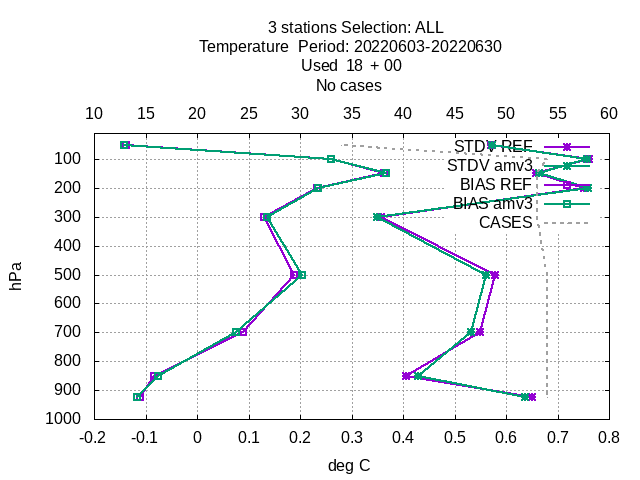 3 stations Selection: ALL
Temperature  Period: 20220603-20220630
Used  18  + 00
No cases
10 15 20 25 30 35 40 45 50 55 60
STDV REF
100
STDV amv3
BIAS REF
200
BIAS amv3
300
CASES
400
hPa
500
600
700
800
900
1000
-0.2 -0.1 0 0.1 0.2 0.3 0.4 0.5 0.6 0.7 0.8
deg C